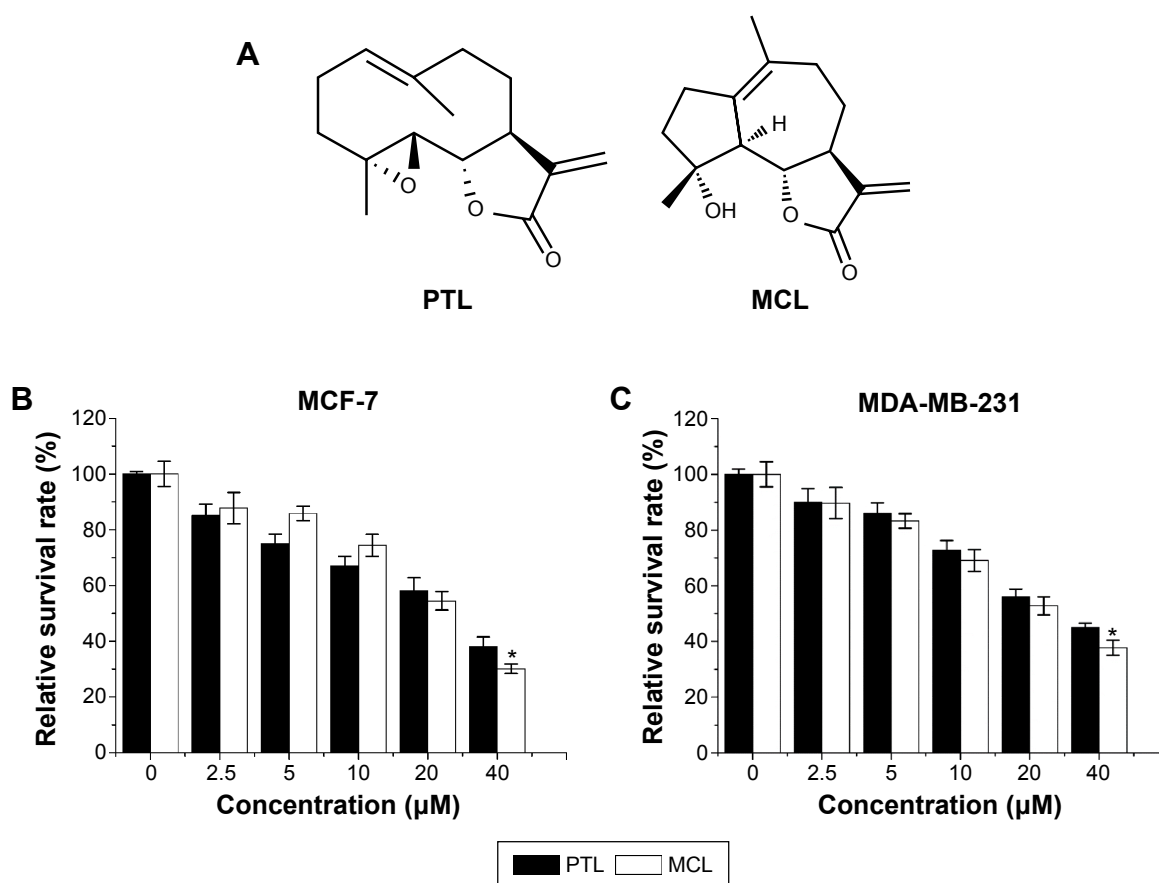 A
H
O
OH
O
O
O
O
PTL
MCL
B
MCF-7
Relative survival rate (%)
120
100
80
60
40
20
0
*
0 2.5 5 10 20 40
Concentration (µM)
C
MDA-MB-231
Relative survival rate (%)
120
100
80
60
40
20
0
*
0 2.5 5 10 20 40
Concentration (µM)
PTL MCL